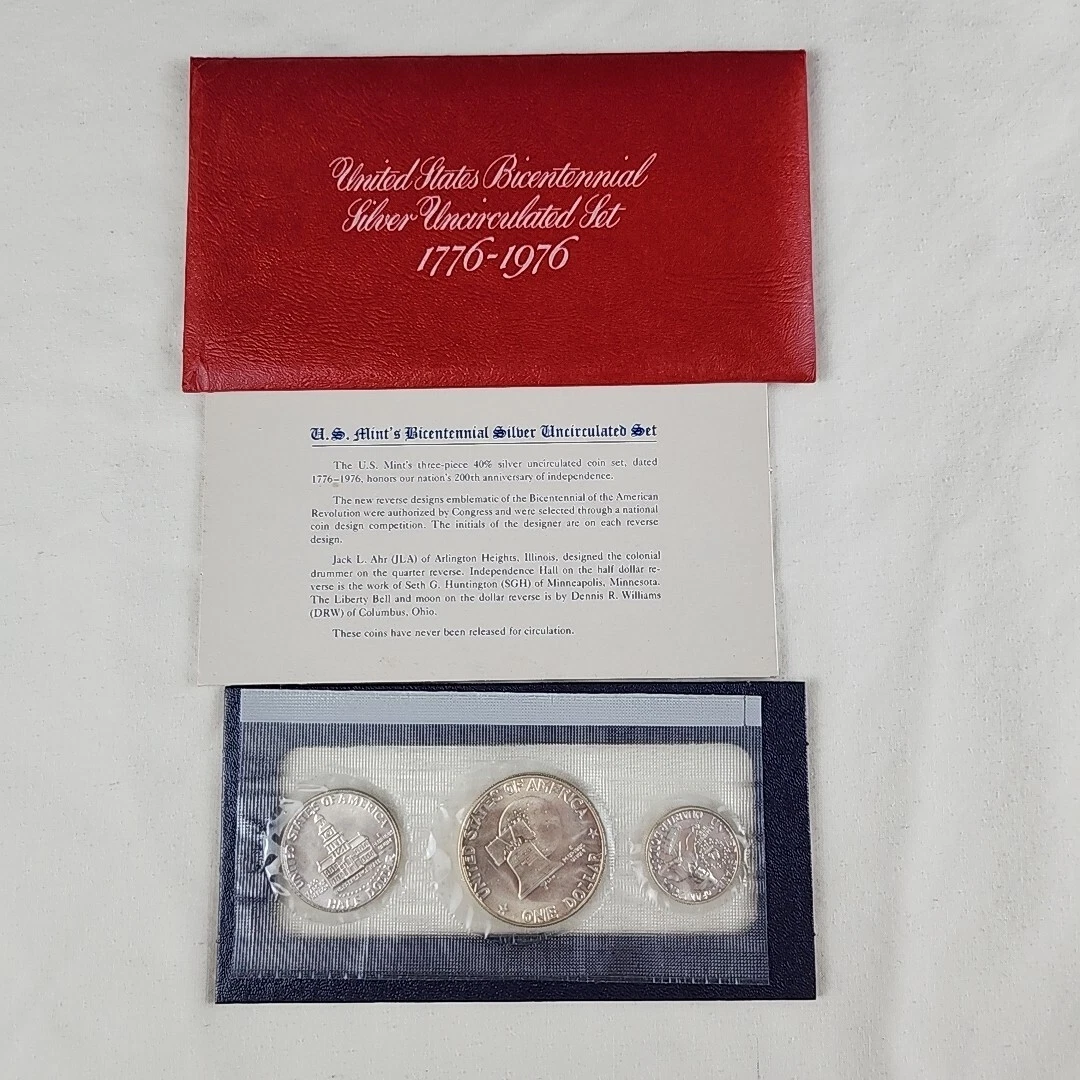 United States Bicentennial
Silver Uncirculated Set
1776-1976
U.S. Mint's Bicentennial Silver Uncirculated Set
The U.S. Mint's three-piece 40% silver uncirculated coin set, dated
1776–1976, honors our nation's 200th anniversary of independence.
The new reverse designs emblematic of the Bicentennial of the American
Revolution were authorized by Congress and were selected through a national
coin design competition. The initials of the designer are on each reverse
design.
Jack L. Ahr (JLA) of Arlington Heights, Illinois, designed the colonial
drummer on the quarter reverse. Independence Hall on the half dollar re-
verse is the work of Seth G. Huntington (SGH) of Minneapolis, Minnesota.
The Liberty Bell and moon on the dollar reverse is by Dennis R. Williams
(DRW) of Columbus, Ohio.
These coins have never been released for circulation.
UNITED STATES OF AMERICA
HALF DOLLAR
UNITED STATES OF AMERICA
ONE DOLLAR